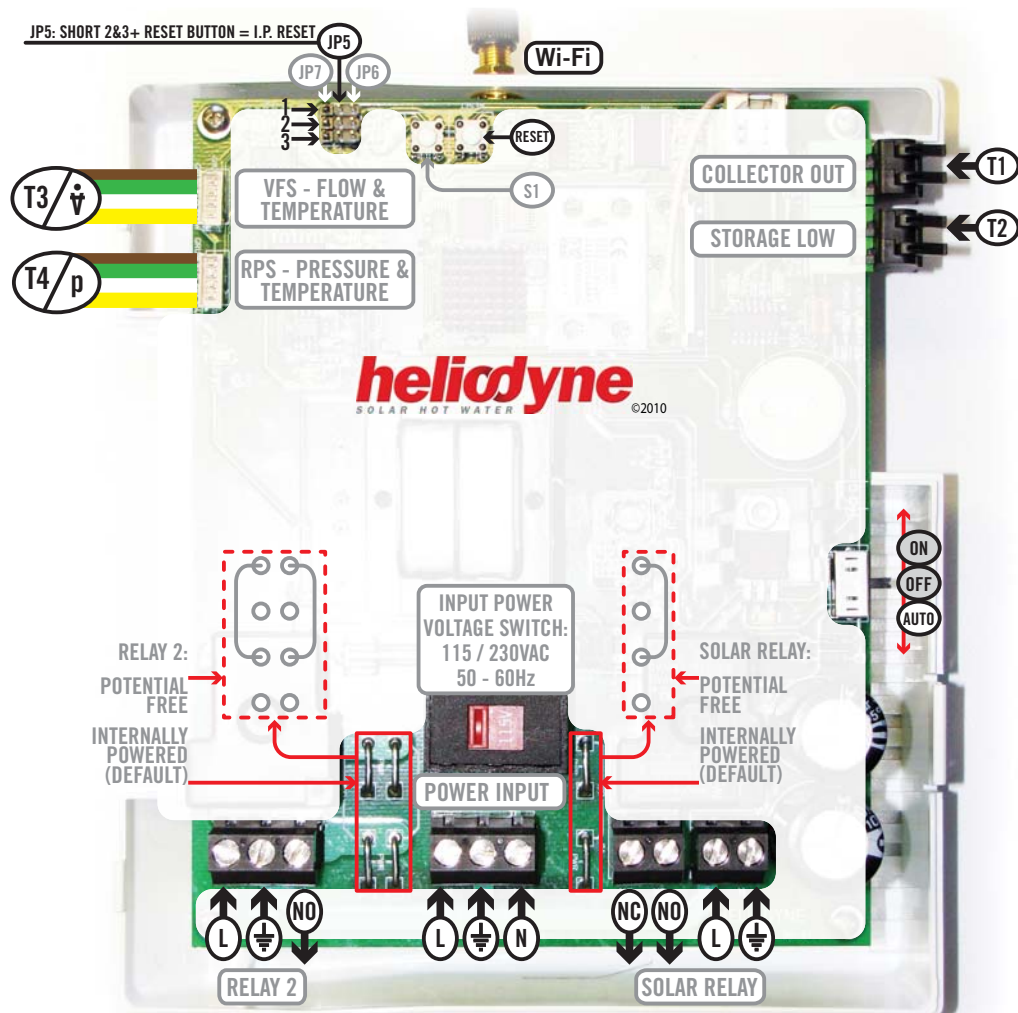 JP5: SHORT 2&3+ RESET BUTTON = I.P. RESET
JP5
JP7
JP6
Wi-Fi
1
2
3
RESET
S1
T3/
VFS - FLOW &
TEMPERATURE
COLLECTOR OUT
T1
STORAGE LOW
T2
T4/p
RPS - PRESSURE &
TEMPERATURE
heliodyne
SOLAR HOT WATER
©2010
ON
OFF
AUTO
INPUT POWER
VOLTAGE SWITCH:
115 / 230VAC
50 - 60Hz
RELAY 2:
POTENTIAL
FREE
INTERNALLY
POWERED
(DEFAULT)
SOLAR RELAY:
POTENTIAL
FREE
INTERNALLY
POWERED
(DEFAULT)
115V
POWER INPUT
L
NO
L
N
NC
NO
L
RELAY 2
SOLAR RELAY